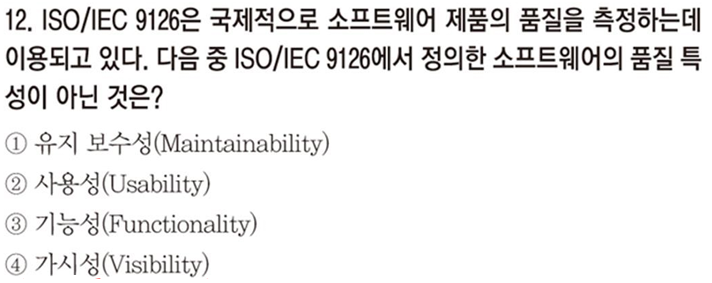 12. ISO/IEC 9126은 국제적으로 소프트웨어 제품의 품질을 측정하는데
이용되고 있다. 다음 중 ISO/IEC 9126에서 정의한 소프트웨어의 품질 특
성이 아닌 것은?
① 유지 보수성(Maintainability)
② 사용성(Usability)
③ 기능성(Functionality)
④ 가시성(Visibility)